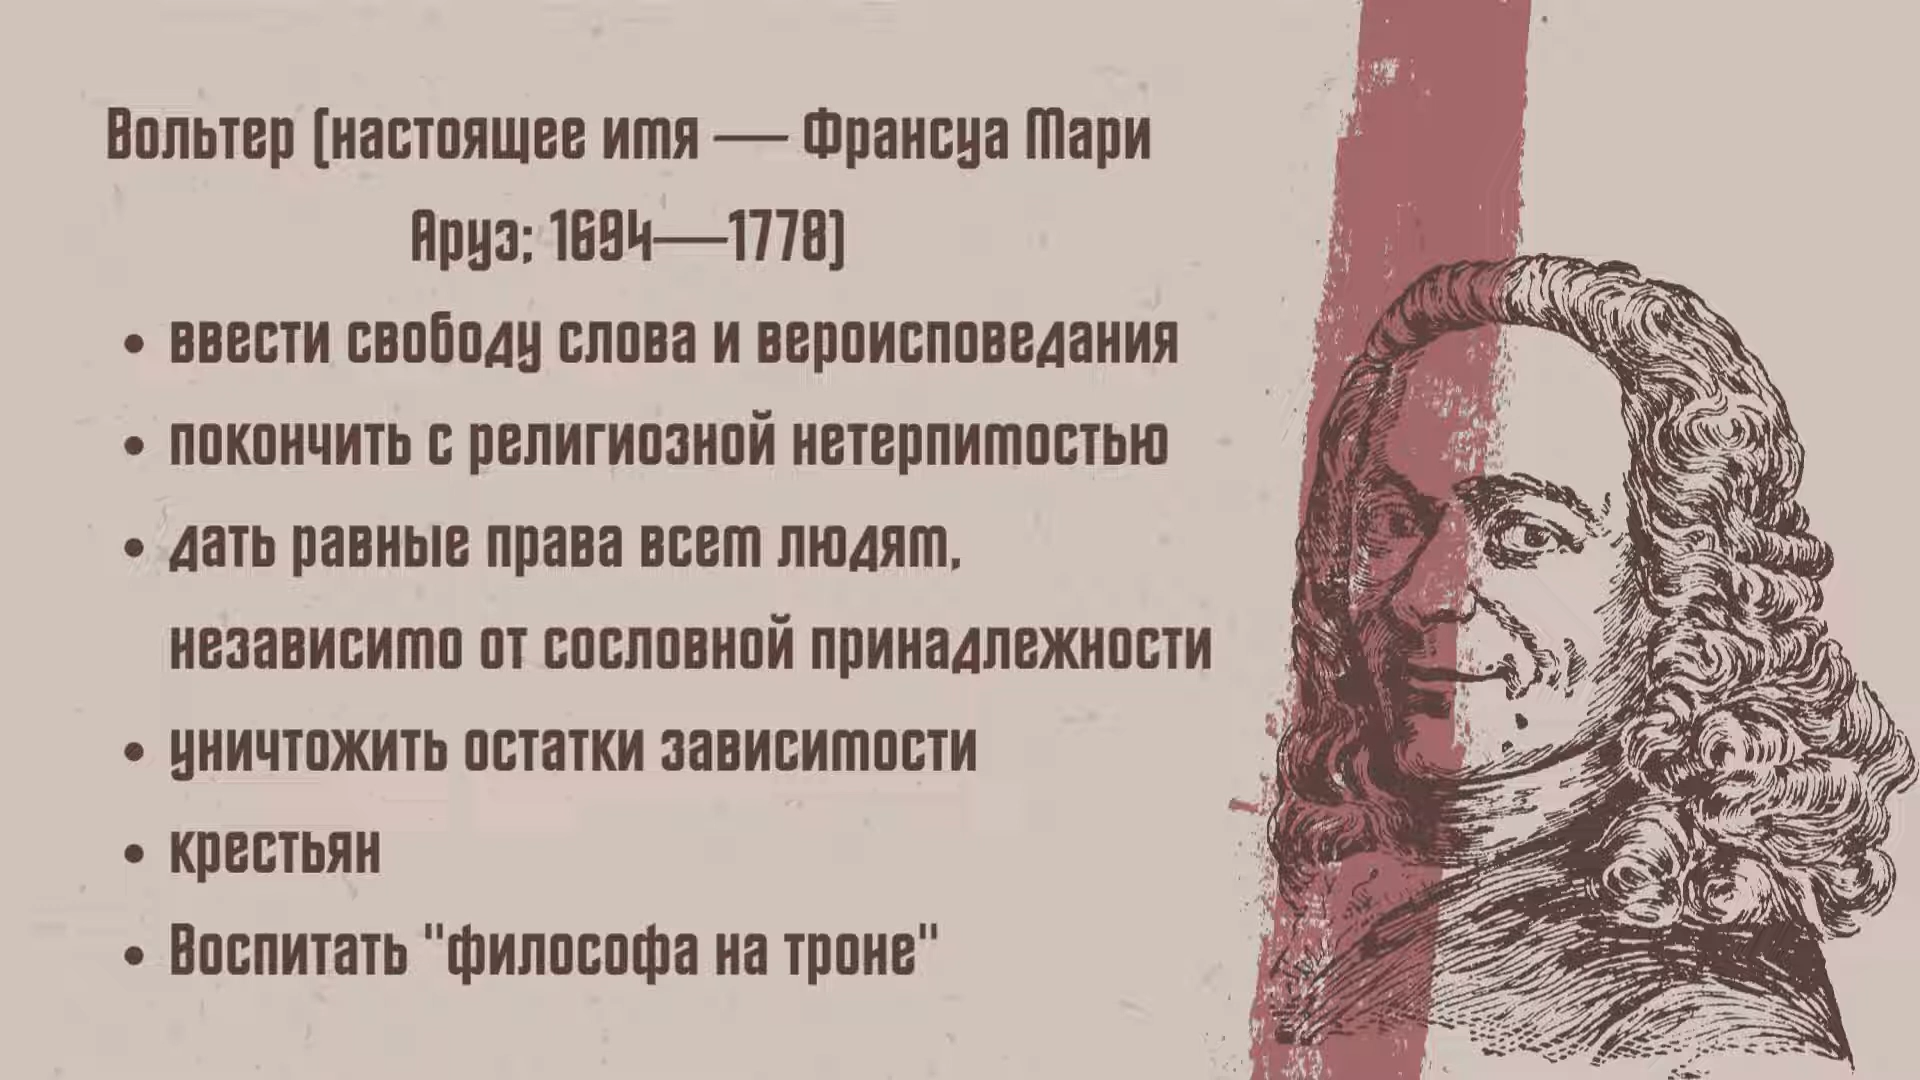 Вольтер (настоящее имя — Франсуа Мари
Аруэ; 1694—1778)
• ввести свободу слова и вероисповедания
• покончить с религиозной нетерпимостью
• дать равные права всем людям,
независимо от сословной принадлежности
• уничтожить остатки зависимости
• крестьян
• Воспитать "философа на троне"